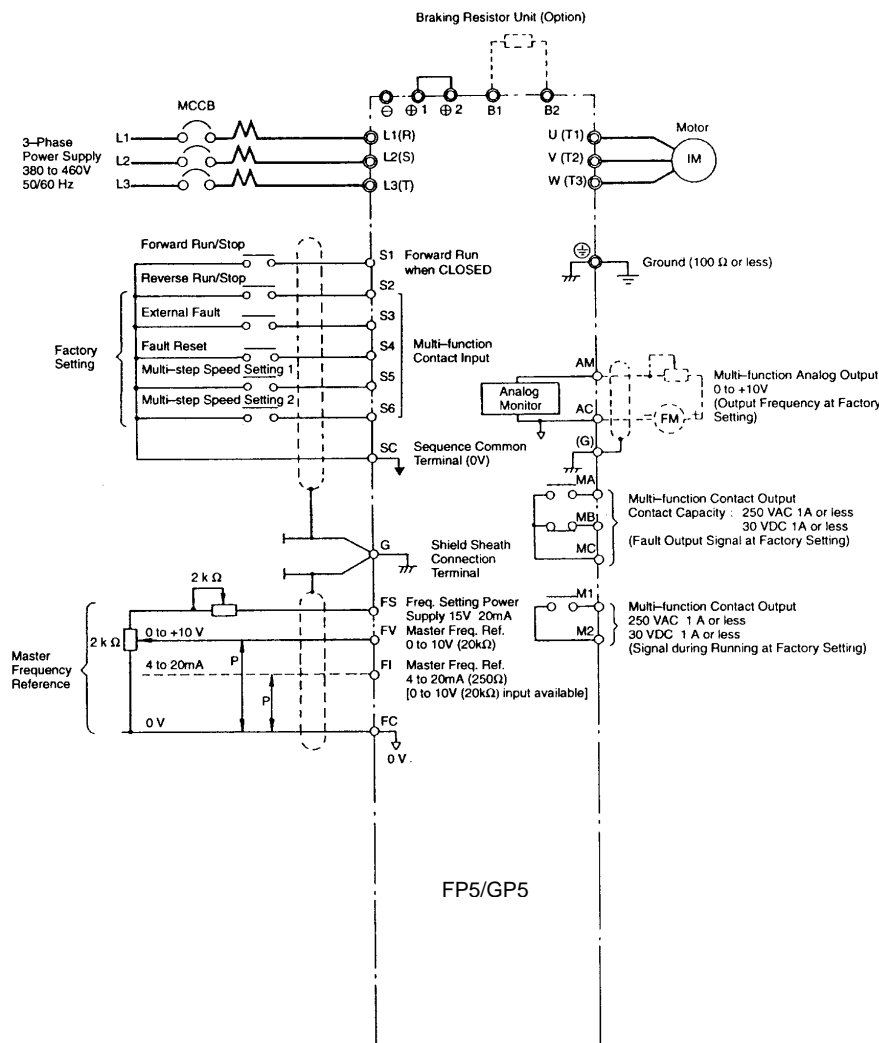 Braking Resistor Unit (Option)
MCCB
⊖ ⊕ 1 ⊕ 2 B1 B2
3–Phase
Power Supply
380 to 460V
50/60 Hz
L1
L2
L3
L1(R)
L2(S)
L3(T)
U (T1)
V (T2)
W (T3)
Motor
IM
Forward Run/Stop
S1 Forward Run
when CLOSED
Reverse Run/Stop
S2
External Fault
S3
Fault Reset
S4
Multi–step Speed Setting 1
S5
Multi–step Speed Setting 2
S6
Factory
Setting
Multi–function
Contact Input
SC Sequence Common
Terminal (0V)
Ground (100 Ω or less)
AM
Analog
Monitor
AC
FM
(G)
Multi–function Analog Output
0 to +10V
(Output Frequency at Factory
Setting)
MA
MB
MC
Multi–function Contact Output
Contact Capacity : 250 VAC 1A or less
30 VDC 1A or less
(Fault Output Signal at Factory Setting)
G Shield Sheath
Connection
Terminal
M1
M2
Multi–function Contact Output
250 VAC 1 A or less
30 VDC 1 A or less
(Signal during Running at Factory Setting)
Master
Frequency
Reference
2 k Ω
2 k Ω
0 to +10 V
4 to 20mA
P
P
0 V
FS Freq. Setting Power
Supply 15V 20mA
FV Master Freq. Ref.
0 to 10V (20kΩ)
FI Master Freq. Ref.
4 to 20mA (250Ω)
[0 to 10V (20kΩ) input available]
FC
0 V.
FP5/GP5